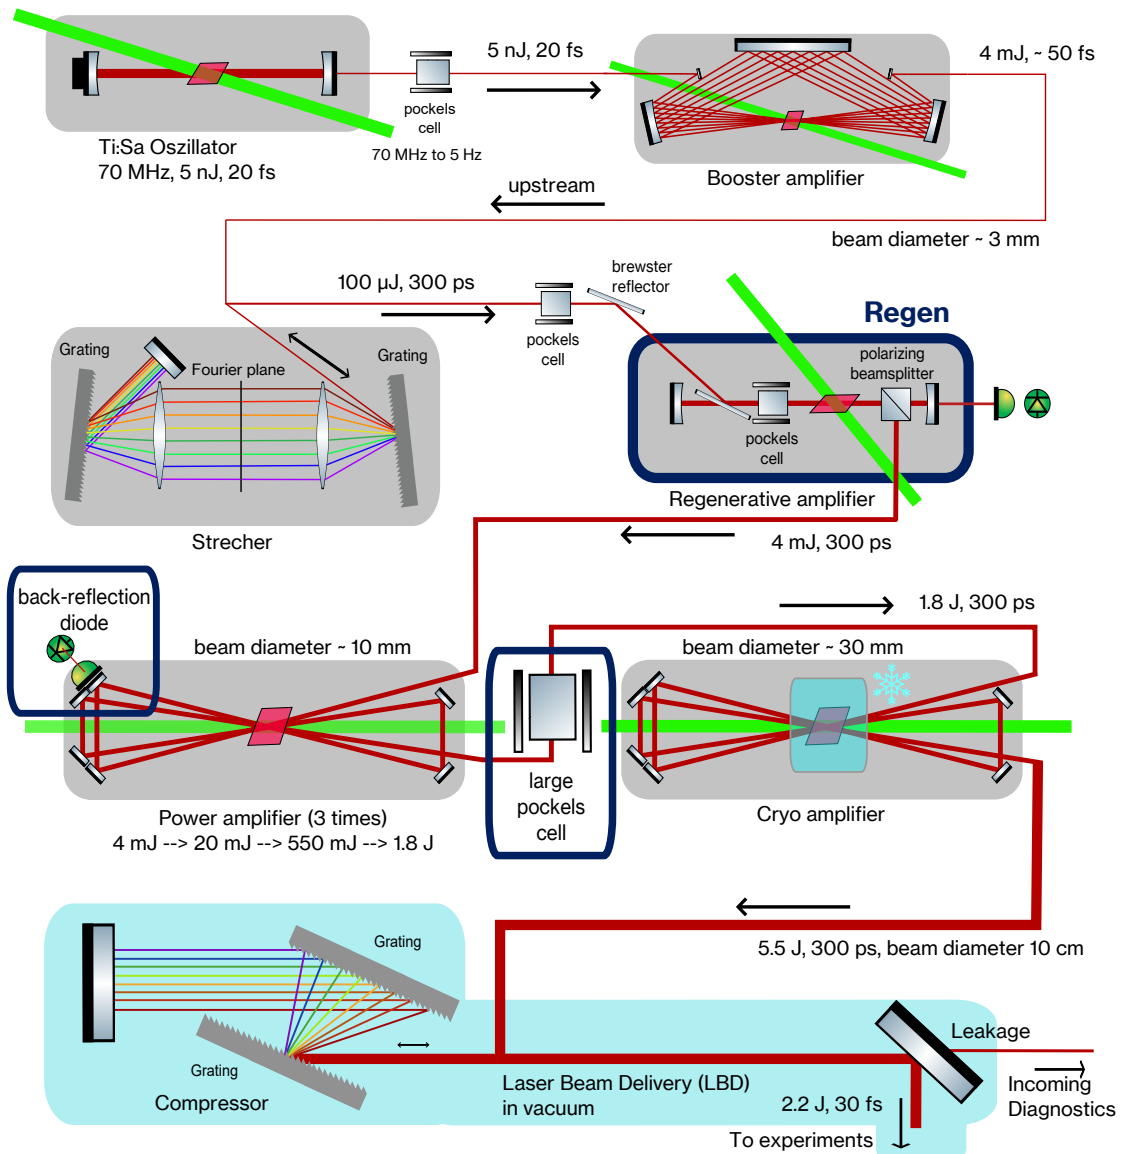 5 nJ, 20 fs
4 mJ, ~ 50 fs
pockels
cell
70 MHz to 5 Hz
Ti:Sa Oszillator
70 MHz, 5 nJ, 20 fs
Booster amplifier
upstream
beam diameter ~ 3 mm
100 µJ, 300 ps
brewster
reflector
pockels
cell
Regen
Grating
Fourier plane
Grating
polarizing
beamsplitter
pockels
cell
Regenerative amplifier
Strecher
4 mJ, 300 ps
back-reflection
diode
1.8 J, 300 ps
beam diameter ~ 10 mm
beam diameter ~ 30 mm
large
pockels
cell
Power amplifier (3 times)
4 mJ --> 20 mJ --> 550 mJ --> 1.8 J
Cryo amplifier
Grating
5.5 J, 300 ps, beam diameter 10 cm
Grating
Compressor
Laser Beam Delivery (LBD)
in vacuum
Leakage
Incoming
Diagnostics
2.2 J, 30 fs
To experiments